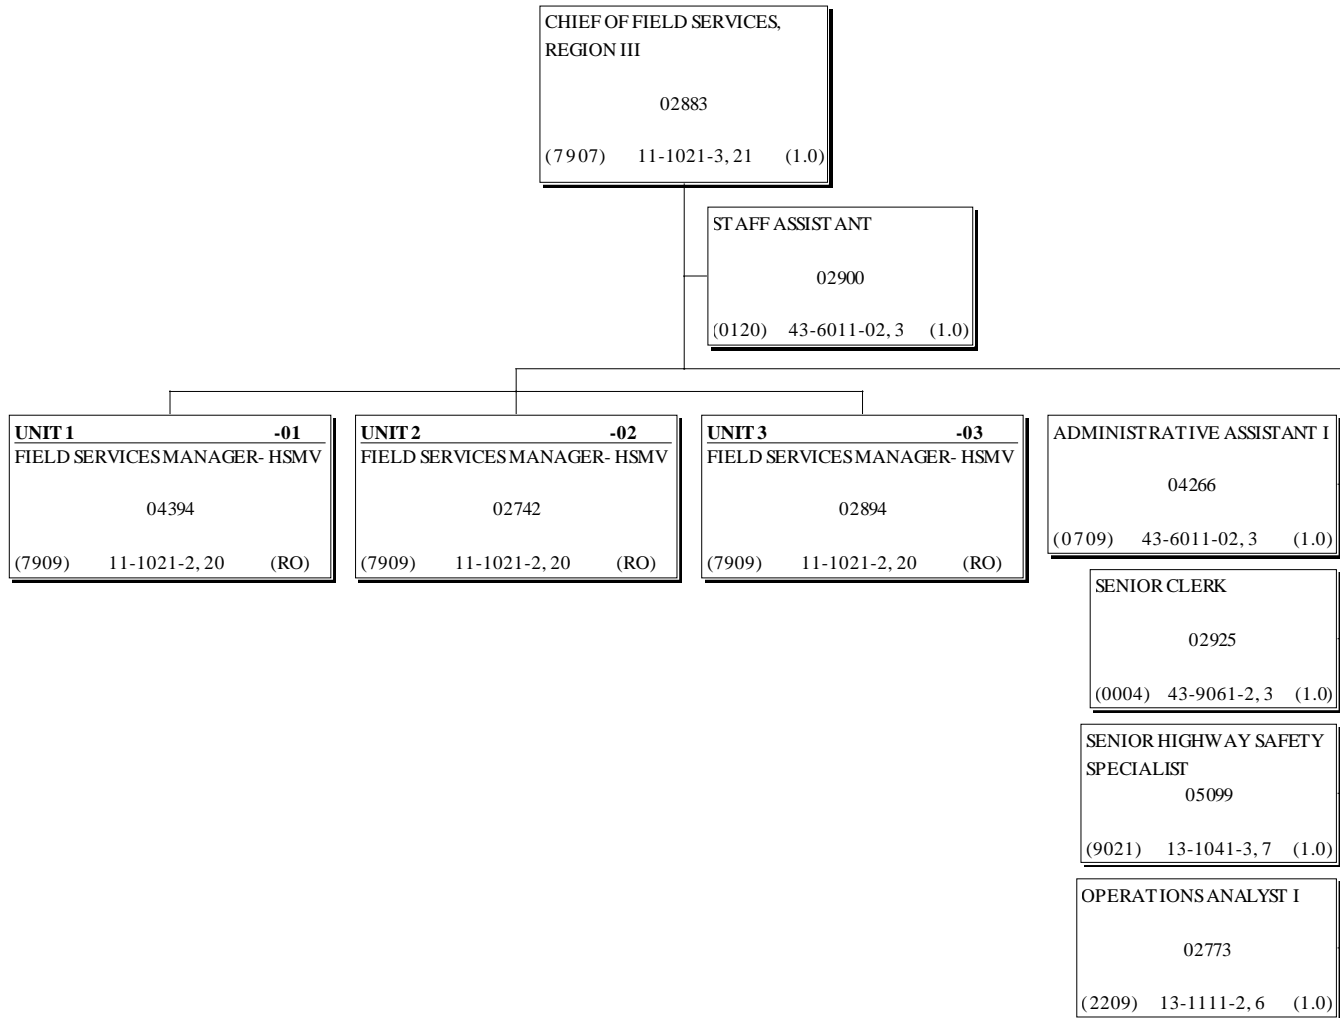 CHIEF OF FIELD SERVICES,
REGION III
02883
(7907) 11-1021-3, 21 (1.0)
STAFF ASSISTANT
02900
(0120) 43-6011-02, 3 (1.0)
UNIT 1 -01
FIELD SERVICES MANAGER- HSMV
04394
(7909) 11-1021-2, 20 (RO)
UNIT 2 -02
FIELD SERVICES MANAGER- HSMV
02742
(7909) 11-1021-2, 20 (RO)
UNIT 3 -03
FIELD SERVICES MANAGER- HSMV
02894
(7909) 11-1021-2, 20 (RO)
ADMINISTRATIVE ASSISTANT I
04266
(0709) 43-6011-02, 3 (1.0)
SENIOR CLERK
02925
(0004) 43-9061-2, 3 (1.0)
SENIOR HIGHWAY SAFETY
SPECIALIST
05099
(9021) 13-1041-3, 7 (1.0)
OPERATIONS ANALYST I
02773
(2209) 13-1111-2, 6 (1.0)